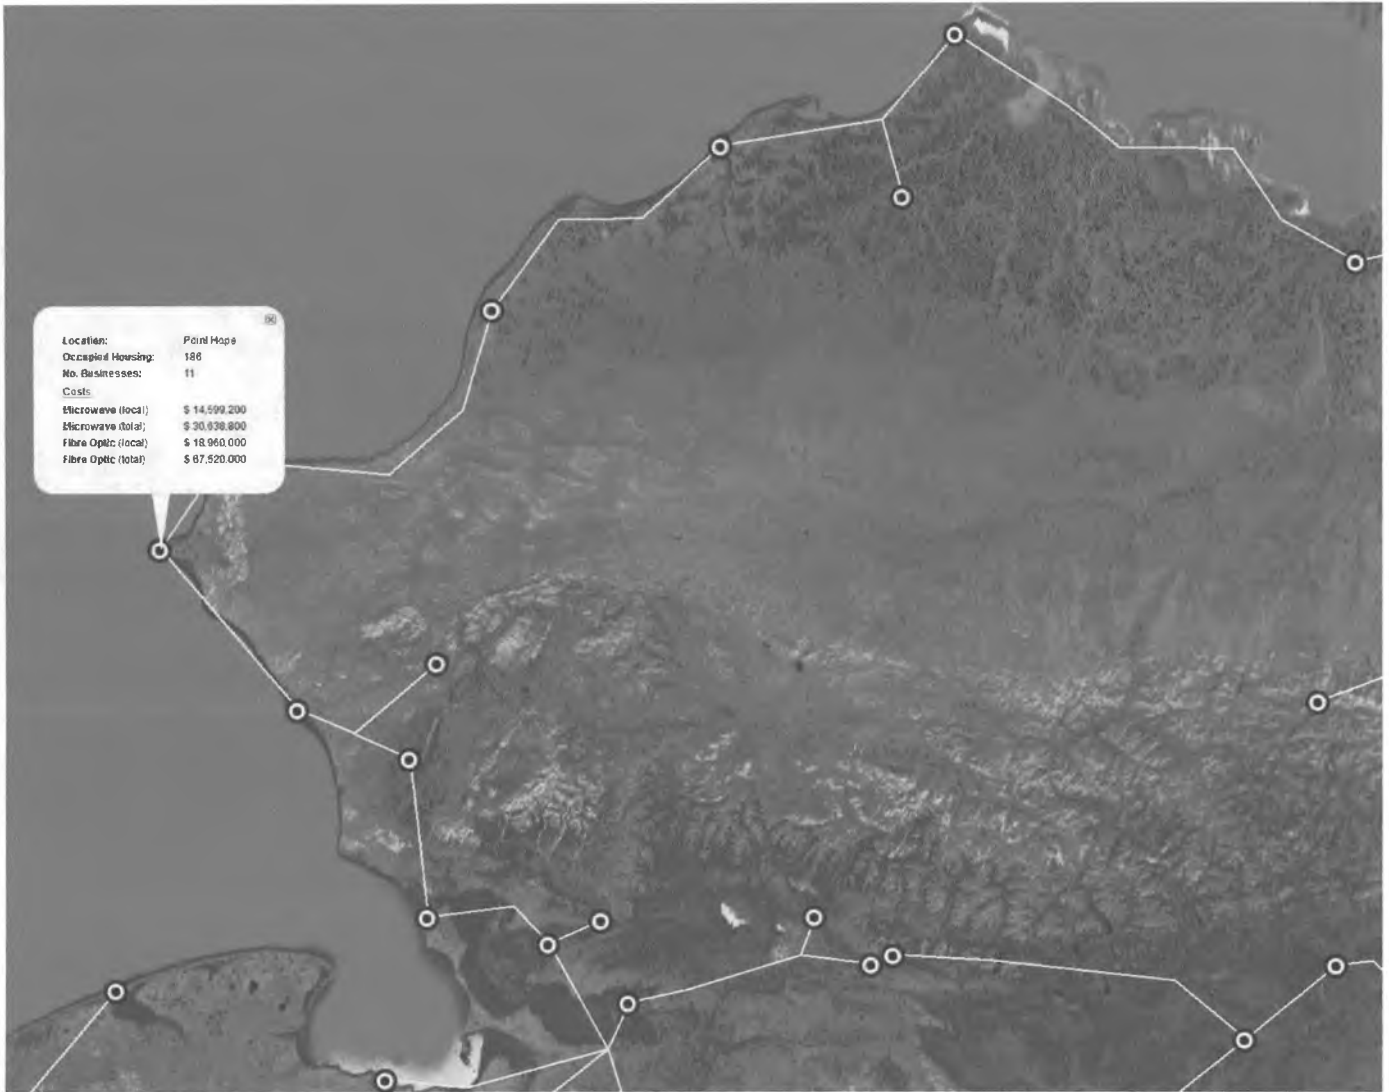 Location: Point Hope
Occupied Housing: 186
No. Businesses: 11
Costs
Microwave (local) $ 14,599,200
Microwave (total) $ 30,638,800
Fibre Optic (local) $ 18,960,000
Fibre Optic (total) $ 67,520,000